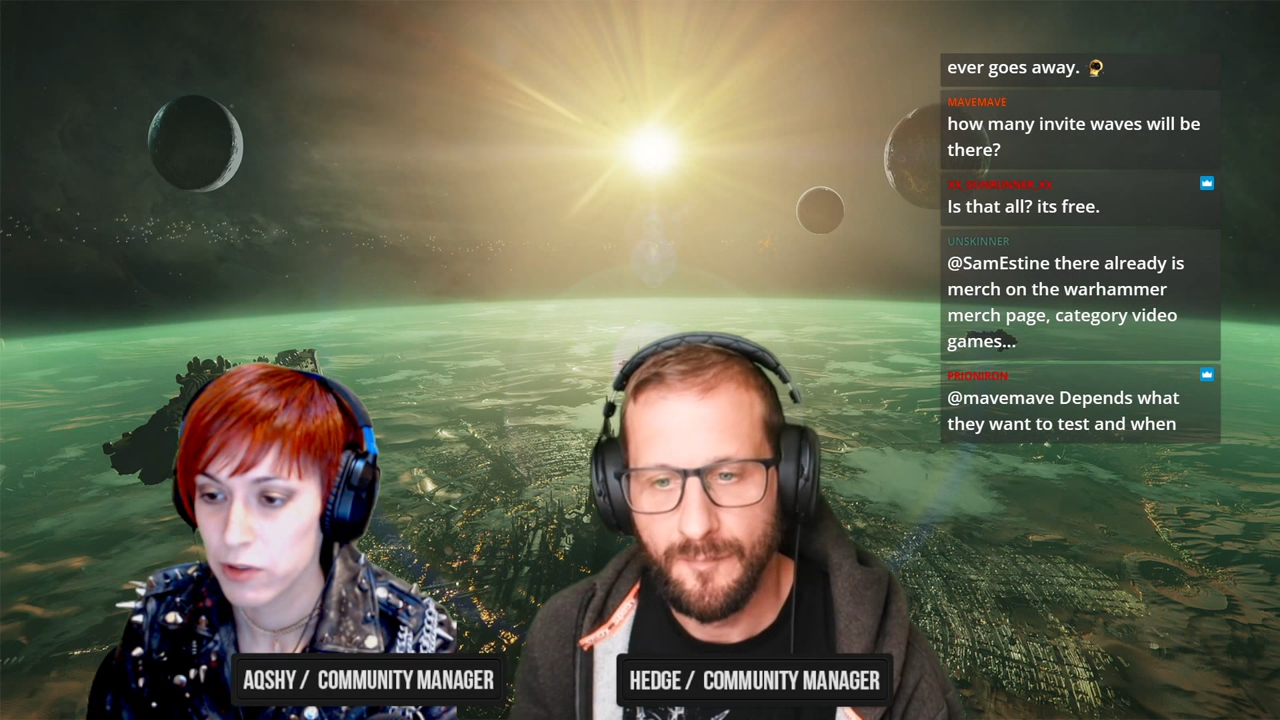 ever goes away.
MAVEMAVE
how many invite waves will be
there?
Is that all? its free.
UNSKINNER
@SamEstine there already is
merch on the warhammer
merch page, category video
games...
PRIONIRON
@mavemave Depends what
they want to test and when
AQSHY / COMMUNITY MANAGER
HEDGE / COMMUNITY MANAGER